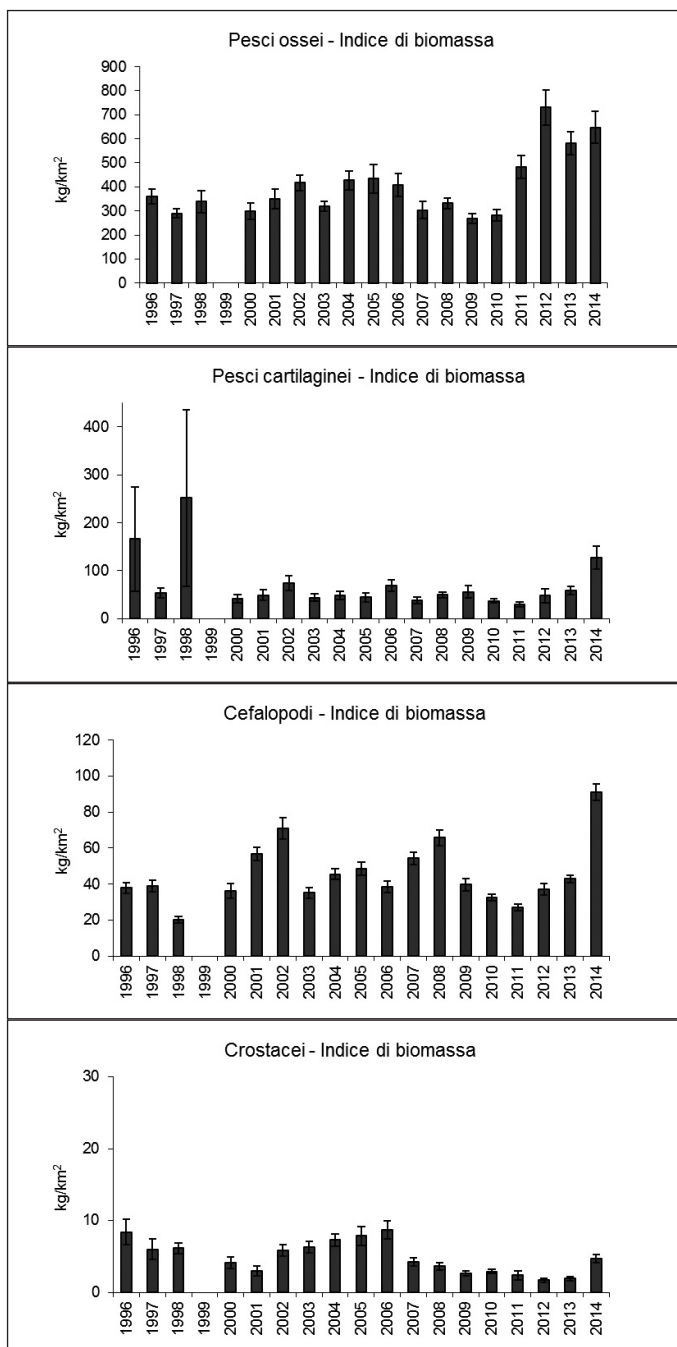 Pesci ossei - Indice di biomassa
900
800
700
600
500
400
300
200
100
0
kg/km²
1996 1997 1998 1999 2000 2001 2002 2003 2004 2005 2006 2007 2008 2009 2010 2011 2012 2013 2014
Pesci cartilaginei - Indice di biomassa
400
300
200
100
0
kg/km²
1996 1997 1998 1999 2000 2001 2002 2003 2004 2005 2006 2007 2008 2009 2010 2011 2012 2013 2014
Cefalopodi - Indice di biomassa
120
100
80
60
40
20
0
kg/km²
1996 1997 1998 1999 2000 2001 2002 2003 2004 2005 2006 2007 2008 2009 2010 2011 2012 2013 2014
Crostacei - Indice di biomassa
30
20
10
0
kg/km²
1996 1997 1998 1999 2000 2001 2002 2003 2004 2005 2006 2007 2008 2009 2010 2011 2012 2013 2014